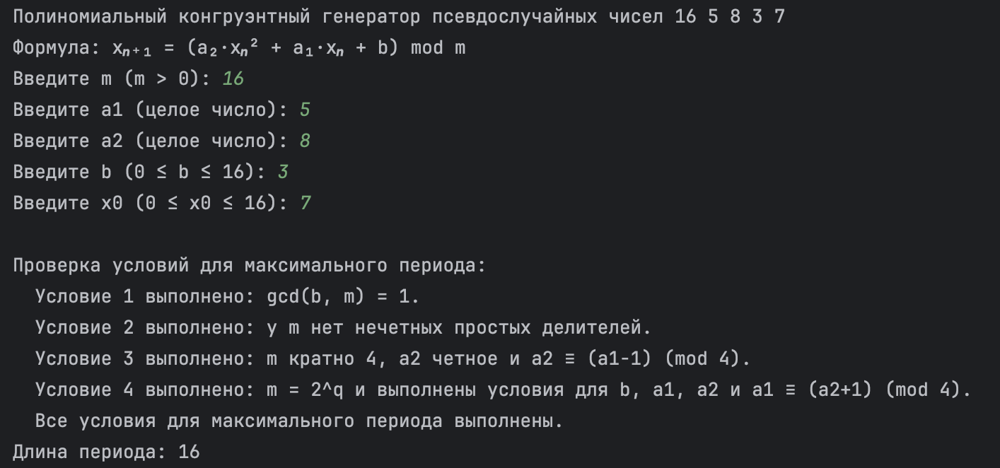 Полиномиальный конгруэнтный генератор псевдослучайных чисел 16 5 8 3 7
Формула: xₙ₊₁ = (a₂·xₙ² + a₁·xₙ + b) mod m
Введите m (m > 0): 16
Введите a1 (целое число): 5
Введите a2 (целое число): 8
Введите b (0 ≤ b ≤ 16): 3
Введите x0 (0 ≤ x0 ≤ 16): 7
Проверка условий для максимального периода:
Условие 1 выполнено: gcd(b, m) = 1.
Условие 2 выполнено: у m нет нечетных простых делителей.
Условие 3 выполнено: m кратно 4, a2 четное и a2 ≡ (a1-1) (mod 4).
Условие 4 выполнено: m = 2^q и выполнены условия для b, a1, a2 и a1 ≡ (a2+1) (mod 4).
Все условия для максимального периода выполнены.
Длина периода: 16